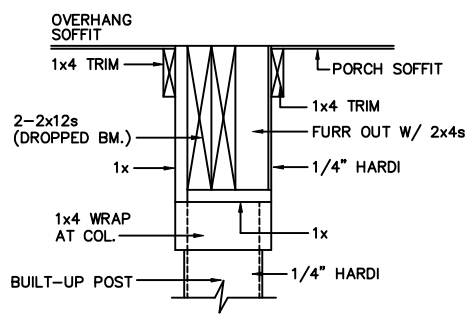 OVERHANG
SOFFIT
1x4 TRIM
PORCH SOFFIT
1x4 TRIM
2-2x12s
(DROPPED BM.)
FURR OUT W/ 2x4s
1x
1/4" HARDI
1x4 WRAP
AT COL.
1x
1/4" HARDI
BUILT-UP POST